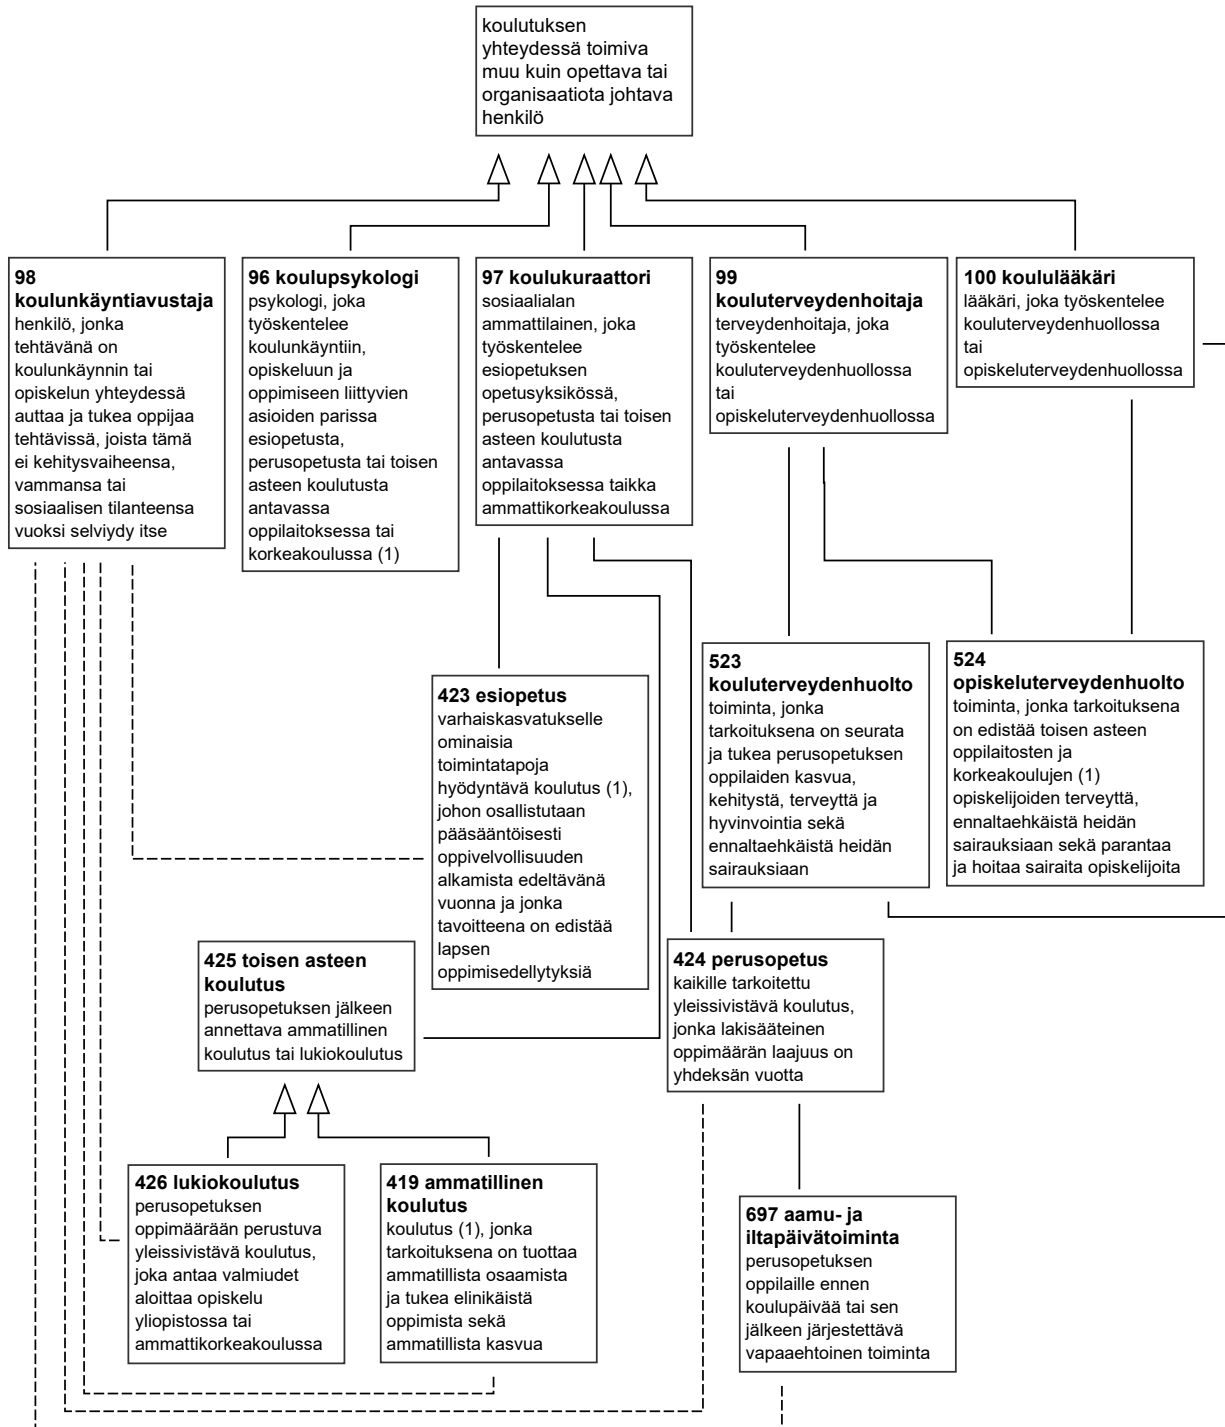 koulutuksen
yhteydessä toimiva
muu kuin opettava tai
organisaatiota johtava
henkilö
98
koulunkäyntiavustaja
henkilö, jonka
tehtävänä on
koulunkäynnin tai
opiskelun yhteydessä
auttaa ja tukea oppijaa
tehtävissä, joista tämä
ei kehitysvaiheensa,
vammansa tai
sosiaalisen tilanteensa
vuoksi selviydy itse
96 koulupsykologi
psykologi, joka
työskentelee
koulunkäyntiin,
opiskeluun ja
oppimiseen liittyvien
asioiden parissa
esiopetusta,
perusopetusta tai toisen
asteen koulutusta
antavassa
oppilaitoksessa tai
korkeakoulussa (1)
97 koulukuraattori
sosiaalialan
ammattilainen, joka
työskentelee
esiopetuksen
opetusyksikössä,
perusopetusta tai toisen
asteen koulutusta
antavassa
oppilaitoksessa taikka
ammattikorkeakoulussa
99
kouluterveydenhoitaja
terveydenhoitaja, joka
työskentelee
kouluterveydenhuollossa
tai
opiskeluterveydenhuollossa
100 koululääkäri
lääkäri, joka työskentelee
kouluterveydenhuollossa
tai
opiskeluterveydenhuollossa
423 esiopetus
varhaiskasvatukselle
ominaisia
toimintatapoja
hyödyntävä koulutus (1),
johon osallistutaan
pääsääntöisesti
oppivelvollisuuden
alkamista edeltävänä
vuonna ja jonka
tavoitteena on edistää
lapsen
oppimisedellytyksiä
523
kouluterveydenhuolto
toiminta, jonka
tarkoituksena on seurata
ja tukea perusopetuksen
oppilaiden kasvua,
kehitystä, terveyttä ja
hyvinvointia sekä
ennaltaehkäistä heidän
sairauksiaan
524
opiskeluterveydenhuolto
toiminta, jonka tarkoituksena
on edistää toisen asteen
oppilaitosten ja
korkeakoulujen (1)
opiskelijoiden terveyttä,
ennaltaehkäistä heidän
sairauksiaan sekä parantaa
ja hoitaa sairaita opiskelijoita
425 toisen asteen
koulutus
perusopetuksen jälkeen
annettava ammatillinen
koulutus tai lukiokoulutus
424 perusopetus
kaikille tarkoitettu
yleissivistävä koulutus,
jonka lakisääteinen
oppimäärän laajuus on
yhdeksän vuotta
426 lukiokoulutus
perusopetuksen
oppimäärään perustuva
yleissivistävä koulutus,
joka antaa valmiudet
aloittaa opiskelu
yliopistossa tai
ammattikorkeakoulussa
419 ammatillinen
koulutus
koulutus (1), jonka
tarkoituksena on tuottaa
ammatillista osaamista
ja tukea elinikäistä
oppimista sekä
ammatillista kasvua
697 aamu- ja
iltapäivätoiminta
perusopetuksen
oppilaille ennen
koulupäivää tai sen
jälkeen järjestettävä
vapaaehtoinen toiminta